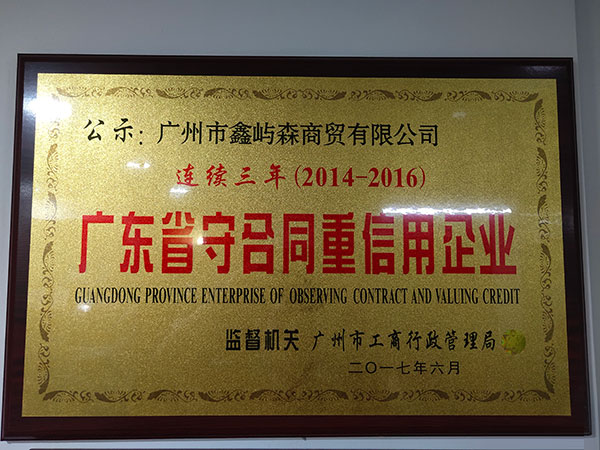 公示：广州市鑫屿森商贸有限公司
连续三年(2014-2016)
广东省守合同重信用企业
GUANGDONG PROVINCE ENTERPRISE OF OBSERVING CONTRACT AND VALUING CREDIT
监督机关 广州市工商行政管理局
二〇一七年六月